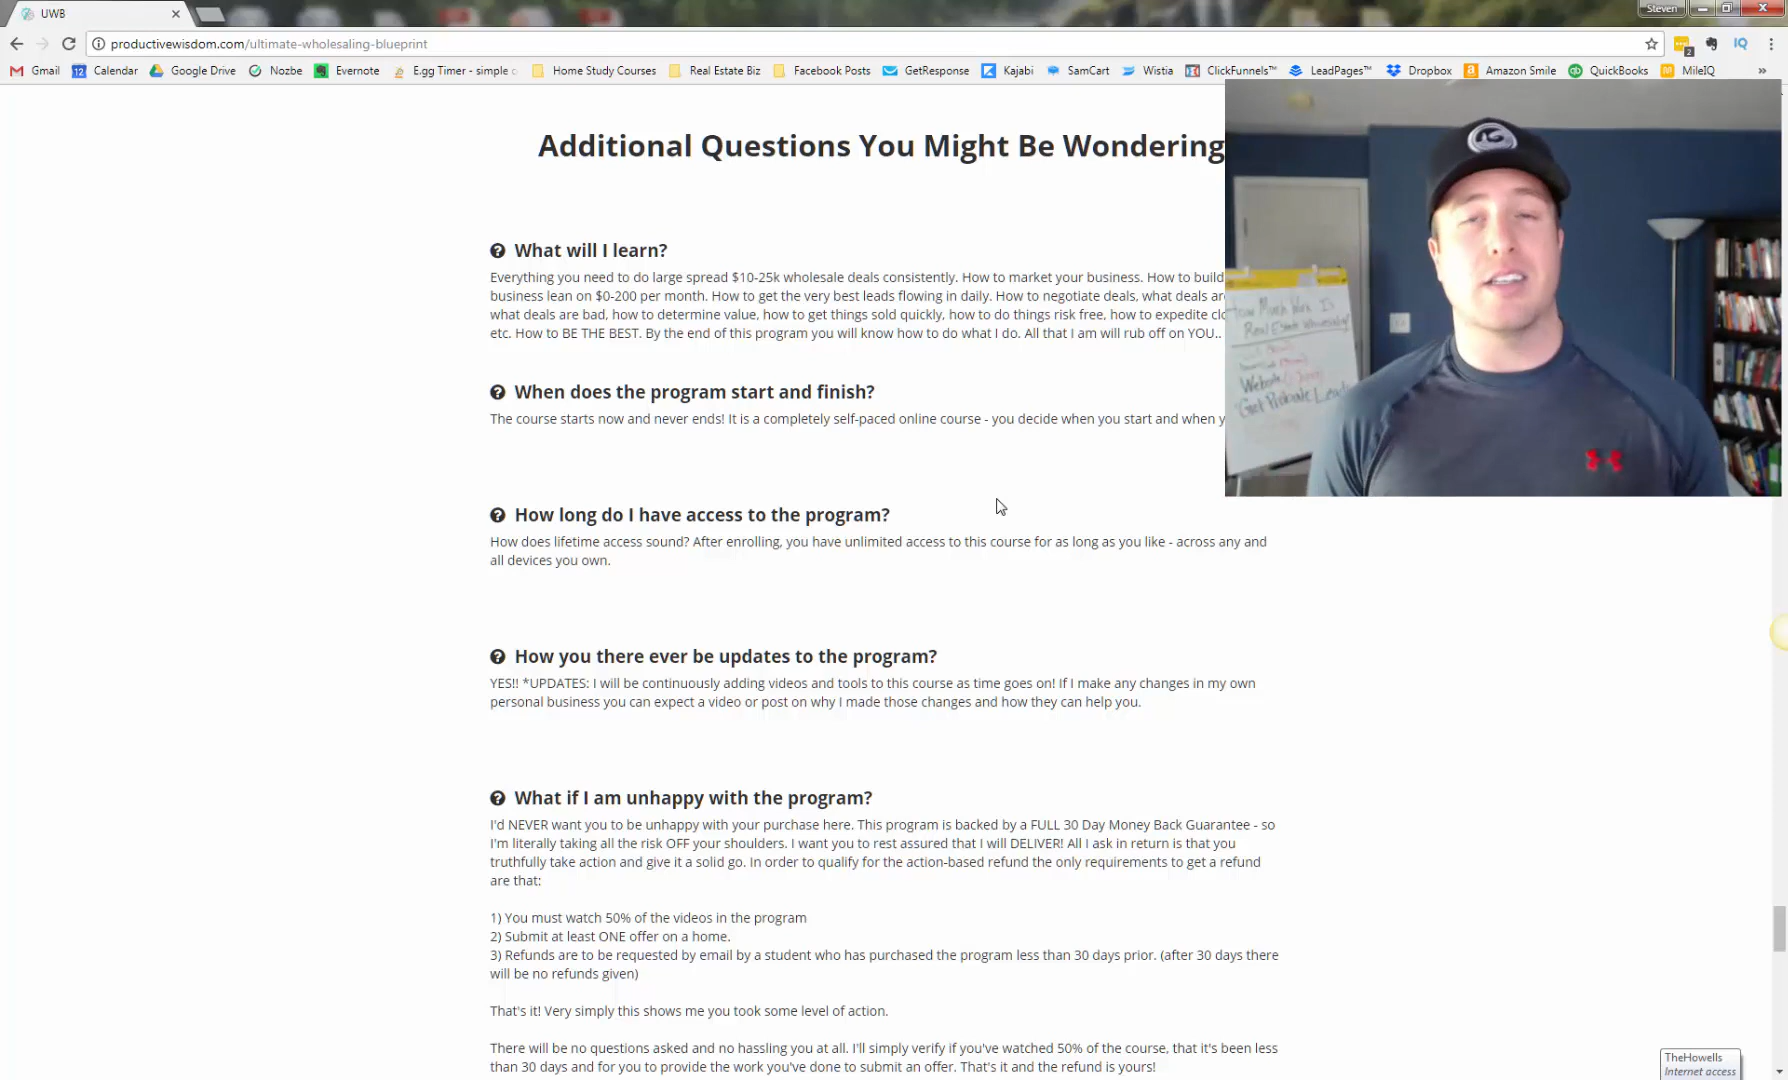 UWB
Steven
productivewisdom.com/ultimate-wholesaling-blueprint
2
IQ
Gmail
12 Calendar
Google Drive
Nozbe
Evernote
E.gg Timer - simple c
Home Study Courses
Real Estate Biz
Facebook Posts
GetResponse
Kajabi
SamCart
Wistia
ClickFunnels™
LeadPages™
Dropbox
Amazon Smile
QuickBooks
MileIQ
»
Additional Questions You Might Be Wondering
What will I learn?
Everything you need to do large spread $10-25k wholesale deals consistently. How to market your business. How to build
business lean on $0-200 per month. How to get the very best leads flowing in daily. How to negotiate deals, what deals are
what deals are bad, how to determine value, how to get things sold quickly, how to do things risk free, how to expedite clo
etc. How to BE THE BEST. By the end of this program you will know how to do what I do. All that I am will rub off on YOU..
When does the program start and finish?
The course starts now and never ends! It is a completely self-paced online course - you decide when you start and when y
How long do I have access to the program?
How does lifetime access sound? After enrolling, you have unlimited access to this course for as long as you like - across any and
all devices you own.
How you there ever be updates to the program?
YES!! *UPDATES: I will be continuously adding videos and tools to this course as time goes on! If I make any changes in my own
personal business you can expect a video or post on why I made those changes and how they can help you.
What if I am unhappy with the program?
I'd NEVER want you to be unhappy with your purchase here. This program is backed by a FULL 30 Day Money Back Guarantee - so
I'm literally taking all the risk OFF your shoulders. I want you to rest assured that I will DELIVER! All I ask in return is that you
truthfully take action and give it a solid go. In order to qualify for the action-based refund the only requirements to get a refund
are that:
1) You must watch 50% of the videos in the program
2) Submit at least ONE offer on a home.
3) Refunds are to be requested by email by a student who has purchased the program less than 30 days prior. (after 30 days there
will be no refunds given)
That's it! Very simply this shows me you took some level of action.
There will be no questions asked and no hassling you at all. I'll simply verify if you've watched 50% of the course, that it's been less
than 30 days and for you to provide the work you've done to submit an offer. That's it and the refund is yours!
How Much Work Is
Real Estate Wholesaling?
Website
Get Probate Leads
TheHowells
Internet access